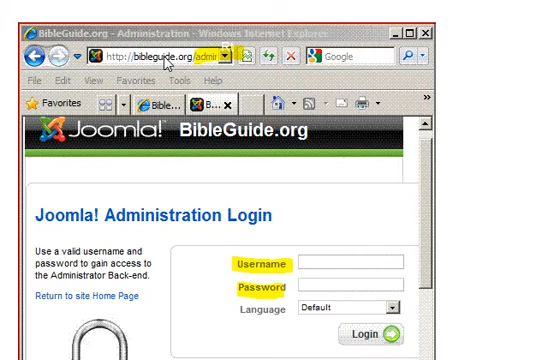 BibleGuide.org - Administration - Windows Internet Explorer
http://bibleguide.org/admir
Google
File Edit View Favorites Tools Help
Favorites
Bible...
B...
»
Joomla! BibleGuide.org
Joomla! Administration Login
Use a valid username and
password to gain access to
the Administrator Back-end.
Return to site Home Page
Username
Password
Language Default
Login